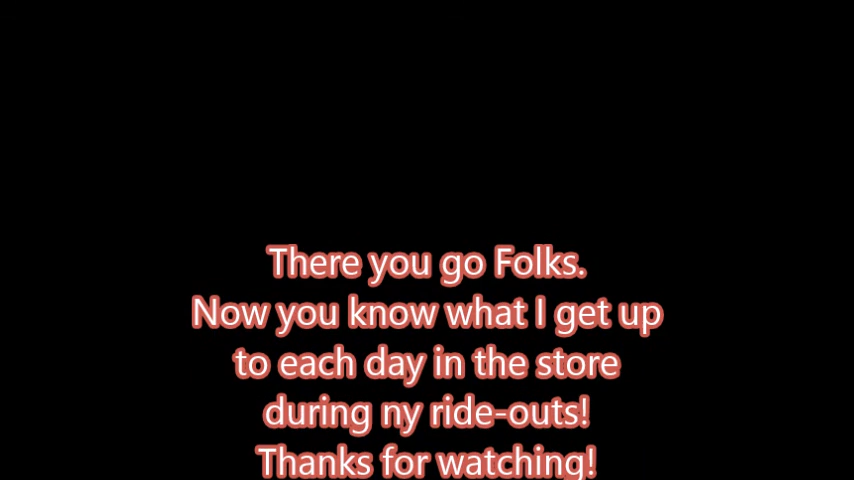 There you go Folks.
Now you know what I get up
to each day in the store
during ny ride-outs!
Thanks for watching!